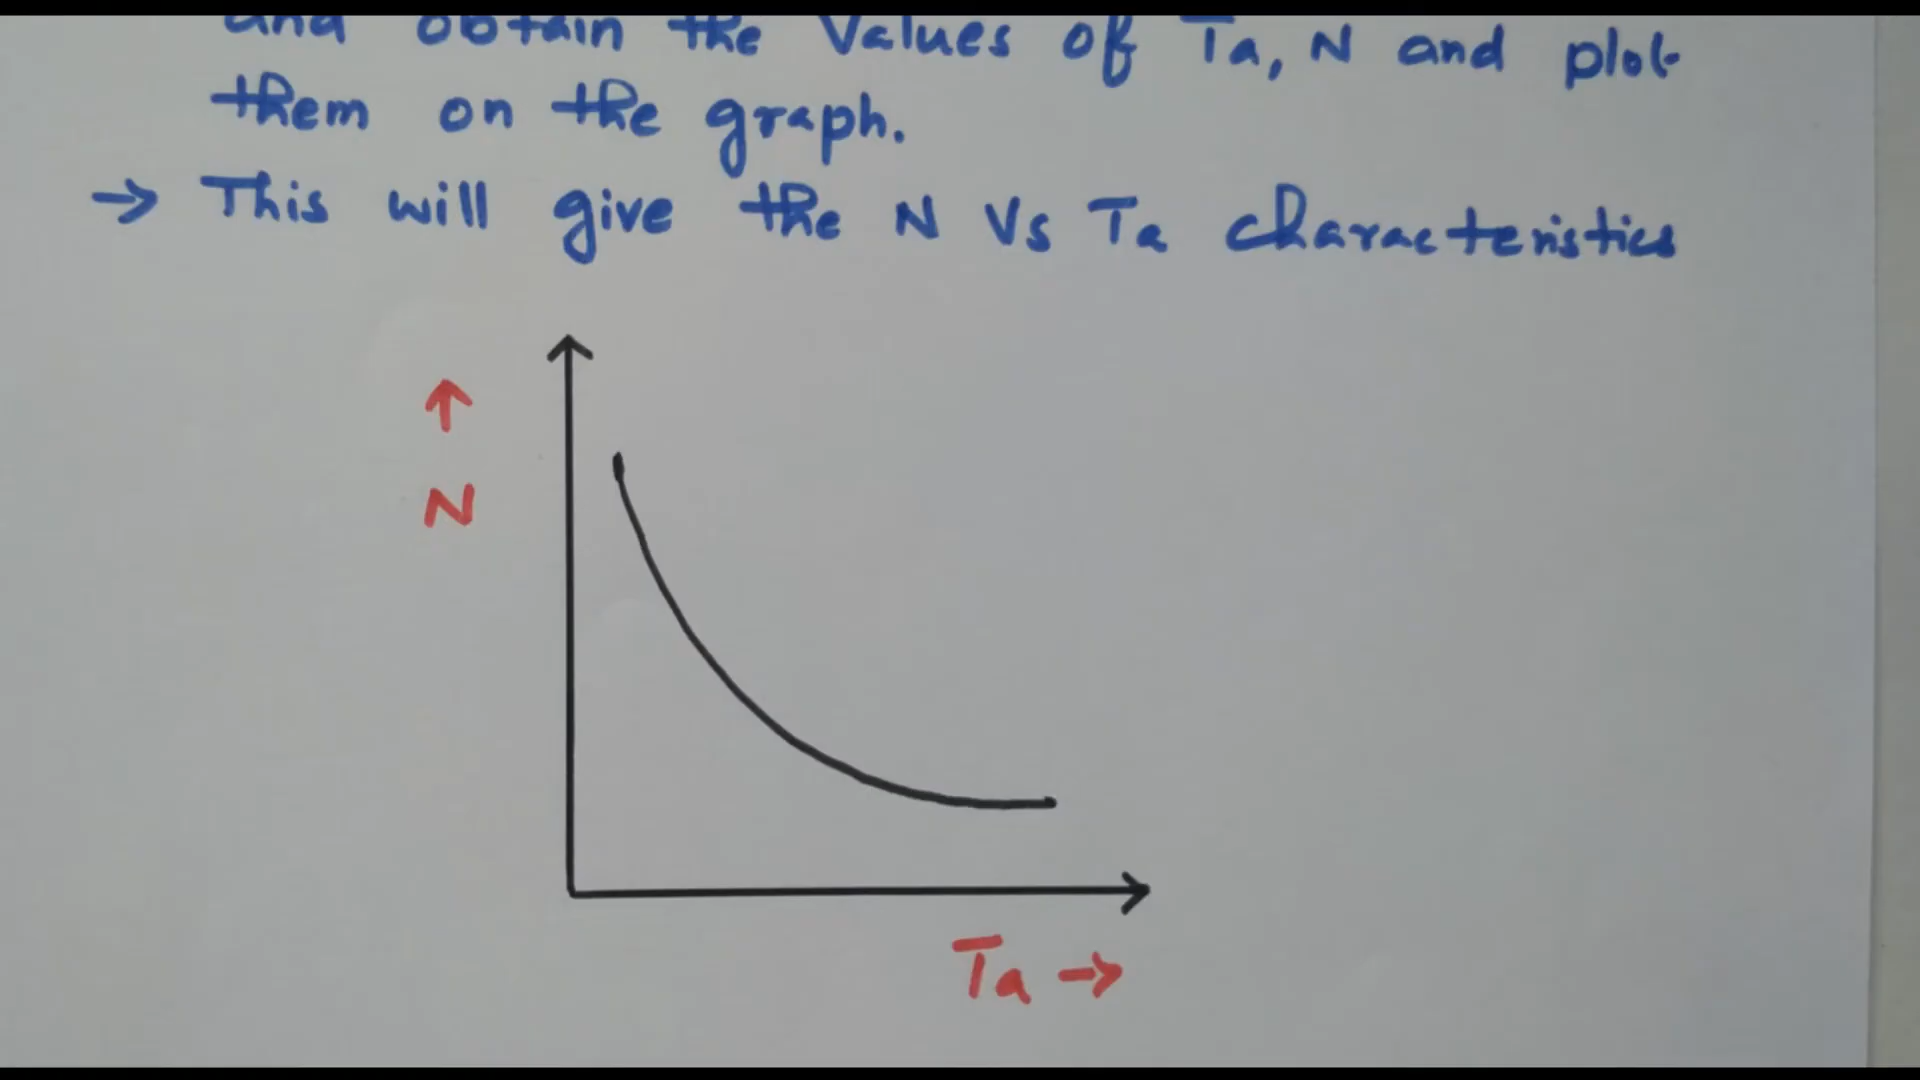 and obtain the Values of Ta, N and plot
them on the graph.
→ This will give the N Vs Ta characteristics
↑
N
Ta →